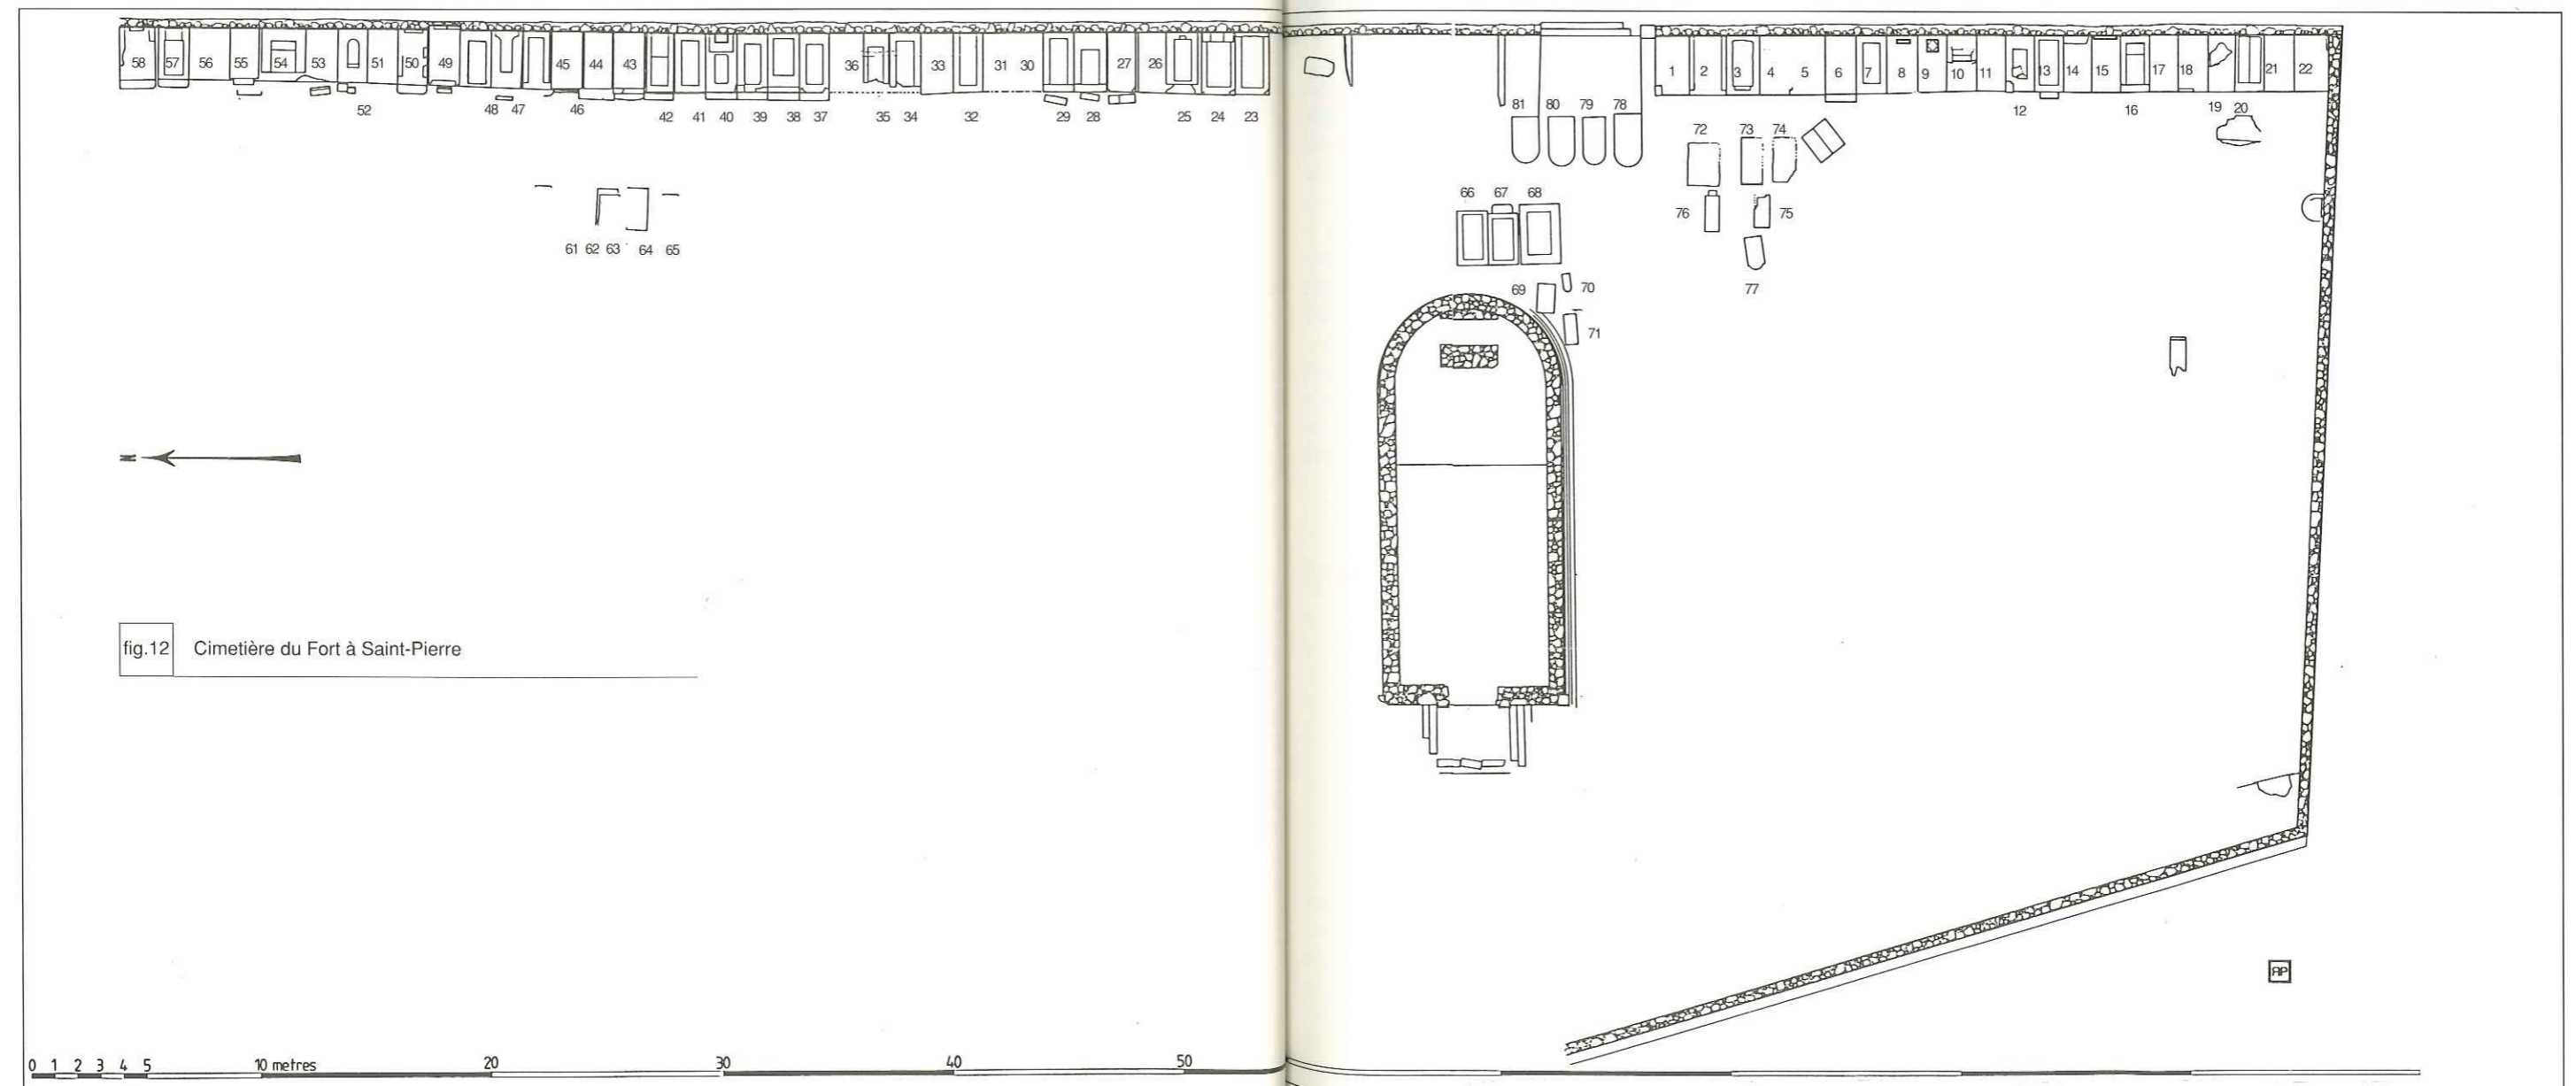 58 57 56 55 54 53 51 50 49 45 44 43 36 33 31 30 27 26
52 48 47 46 42 41 40 39 38 37 35 34 32 29 28 25 24 23
1 2 3 4 5 6 7 8 9 10 11 13 14 15 17 18 21 22
12 16 19 20
81 80 79 78
72 73 74
66 67 68
76 75
61 62 63 64 65
77
69 70
71
N
fig.12 Cimetière du Fort à Saint-Pierre
0 1 2 3 4 5 10 metres 20 30 40 50